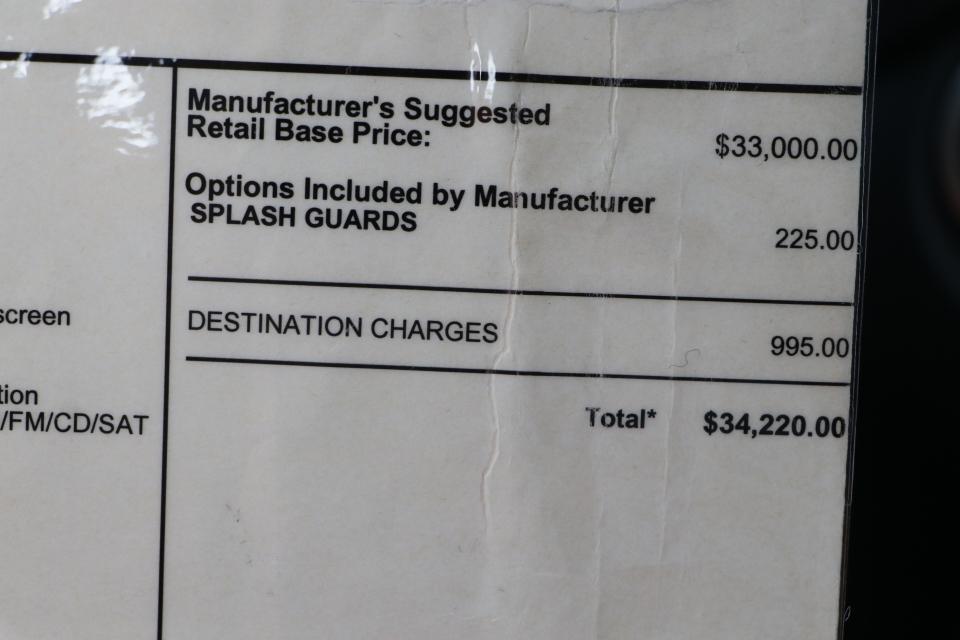 Manufacturer's Suggested
Retail Base Price:
$33,000.00
Options Included by Manufacturer
SPLASH GUARDS
225.00
screen
DESTINATION CHARGES
995.00
tion
/FM/CD/SAT
Total*
$34,220.00